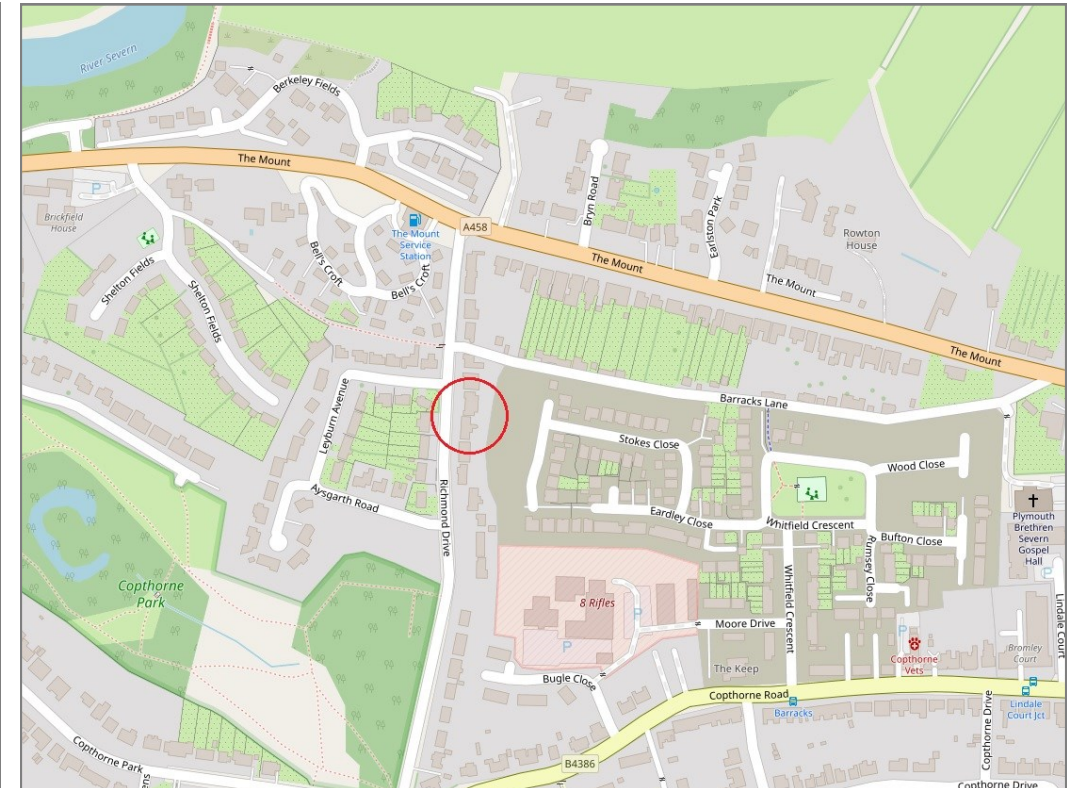 River Severn
Berkeley Fields
The Mount
P
Brickfield
House
A458
The Mount
Service
Station
Bryn Road
Earlston Park
Rowton
House
Shelton Fields
Shelton Fields
Bell's Croft
Bell's Croft
The Mount
The Mount
The Mount
Leyburn Avenue
Barracks Lane
Stokes Close
Wood Close
Aysgarth Road
Richmond Drive
Eardley Close
Whitfield Crescent
Bufton Close
Rumsey Close
Plymouth
Brethren
Severn
Gospel
Hall
P
Copthorne
Park
8 Rifles
P
P
Whitfield Crescent
Moore Drive
P
Lindale Court
Bromley
Court
The Keep
Copthorne
Vets
Bugle Close
Copthorne Road
Barracks
Lindale
Court Jct
Copthorne Drive
Copthorne Park
B4386
Copthorne Drive